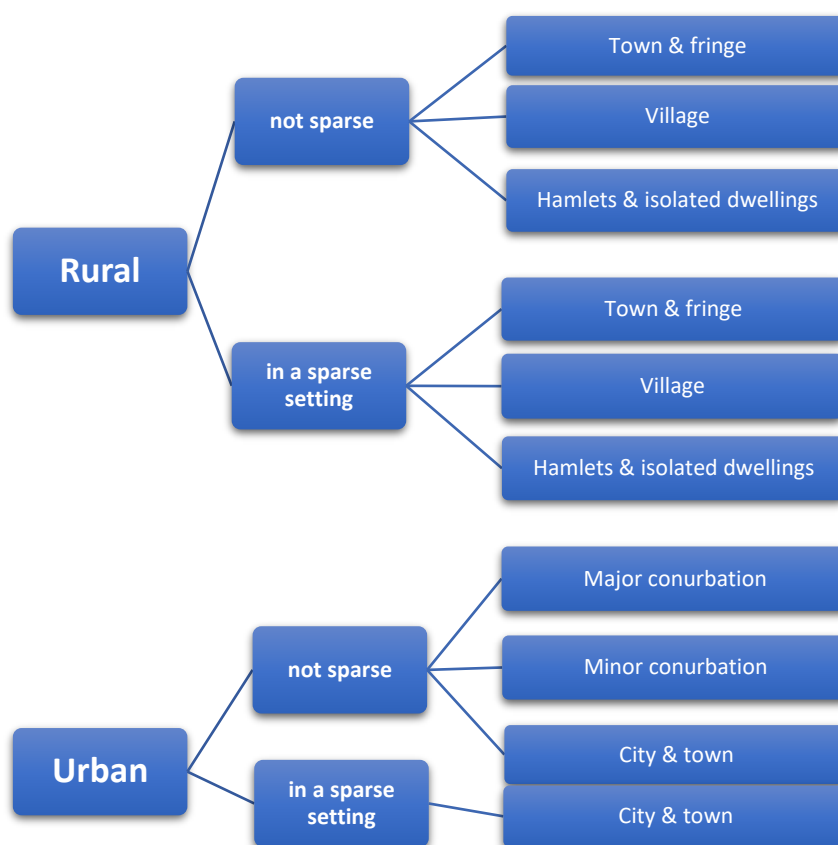 Rural
not sparse
Town & fringe
Village
Hamlets & isolated dwellings
in a sparse
setting
Town & fringe
Village
Hamlets & isolated dwellings
Urban
not sparse
Major conurbation
Minor conurbation
City & town
in a sparse
setting
City & town